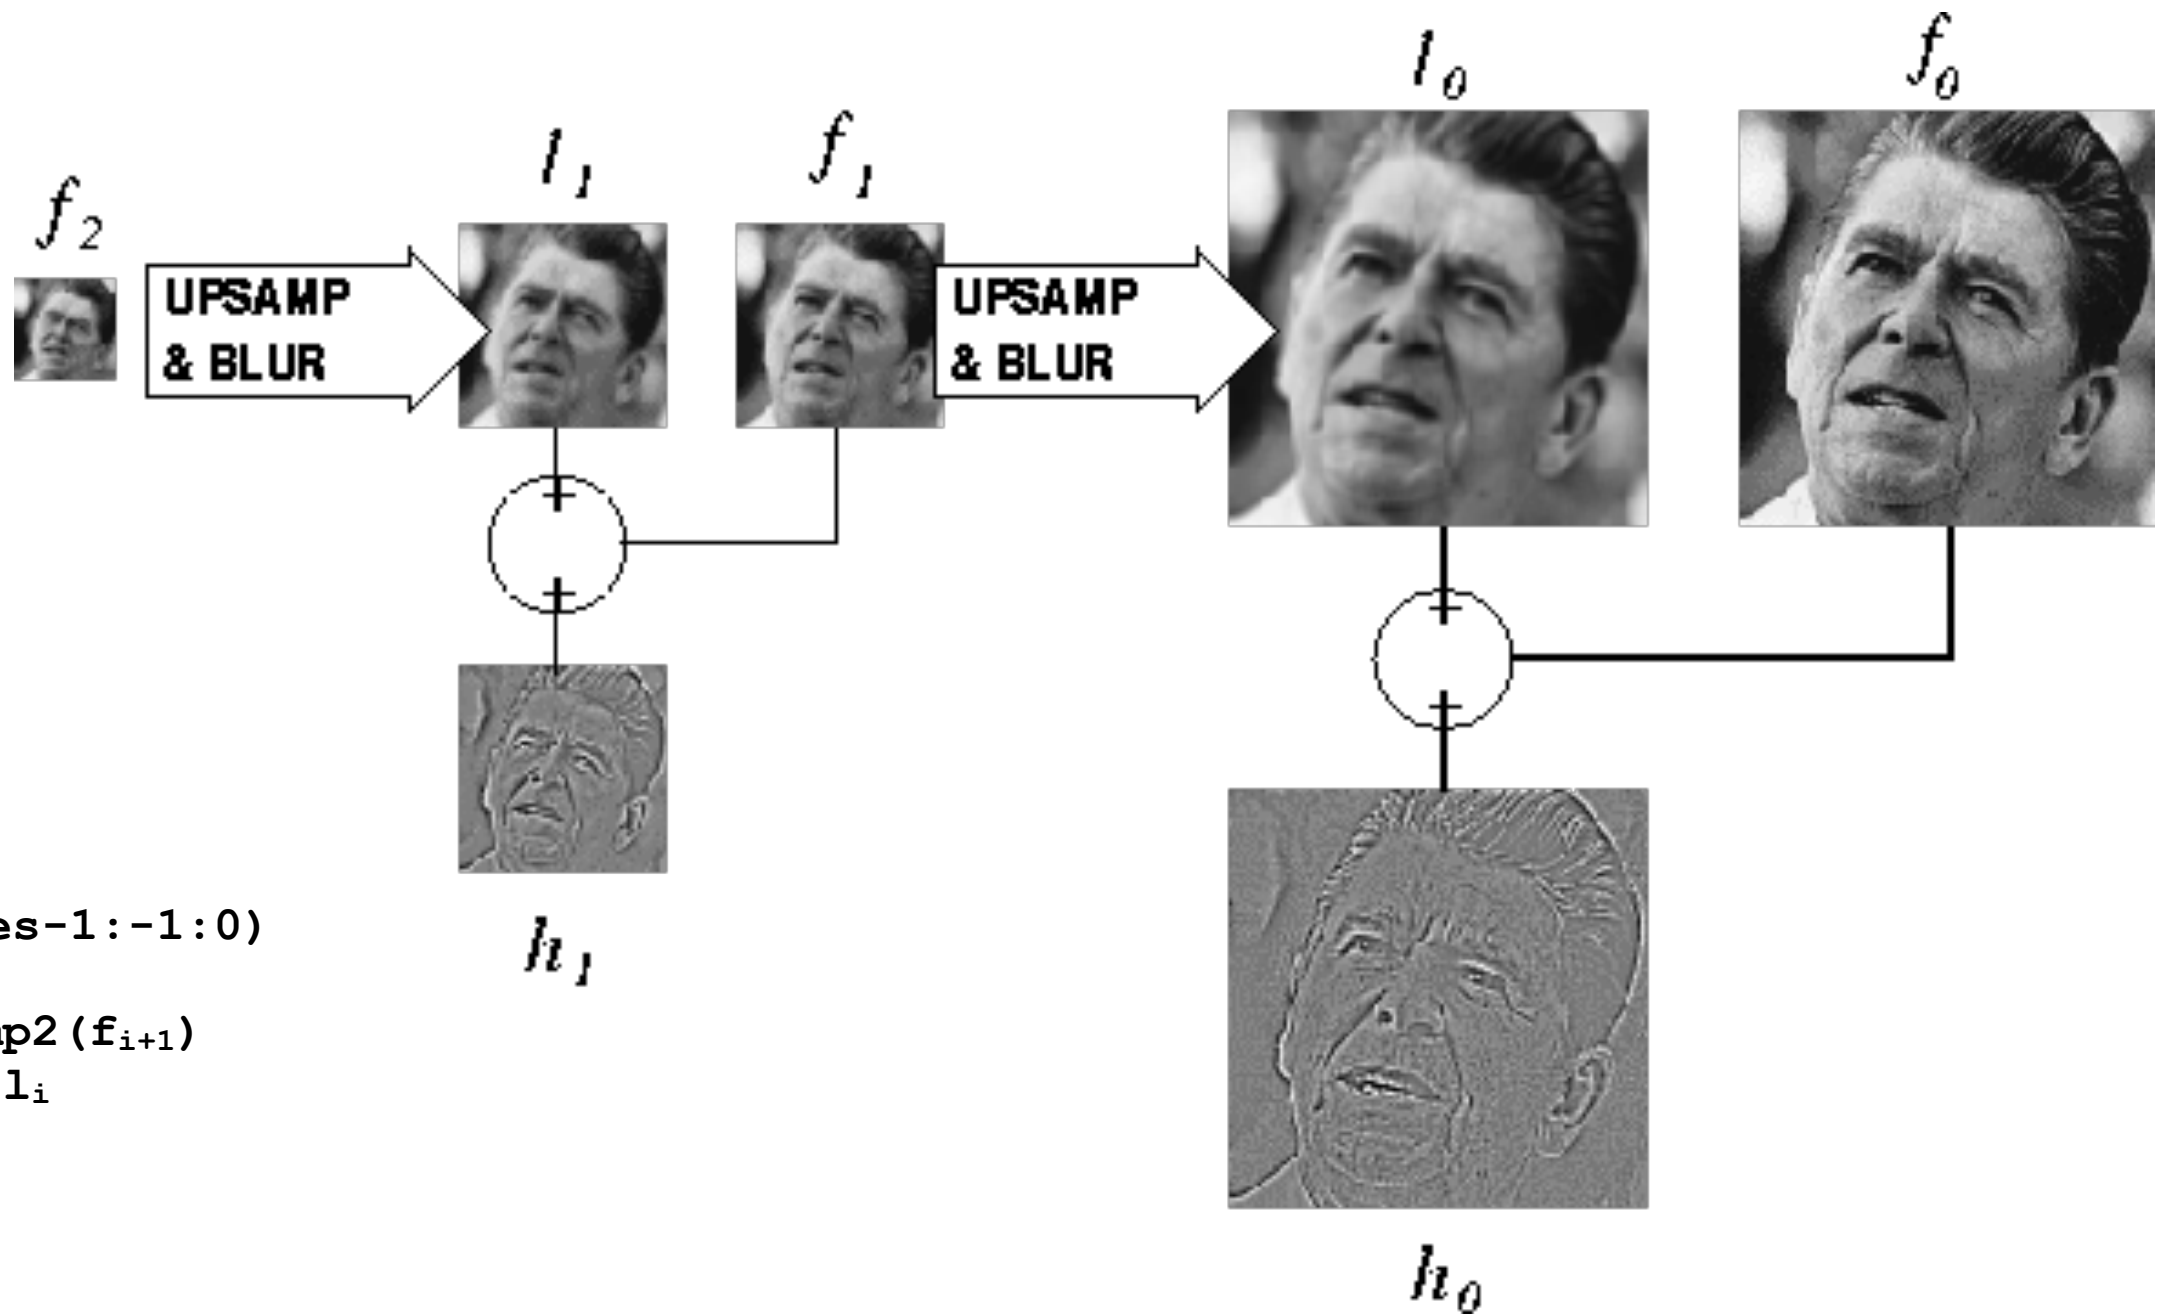 l₀
f₀
l₁
f₁
f₂
UPSAMP
& BLUR
UPSAMP
& BLUR
+
+
+
+
es-1:-1:0)
h₁
p2(fᵢ₊₁)
lᵢ
h₀